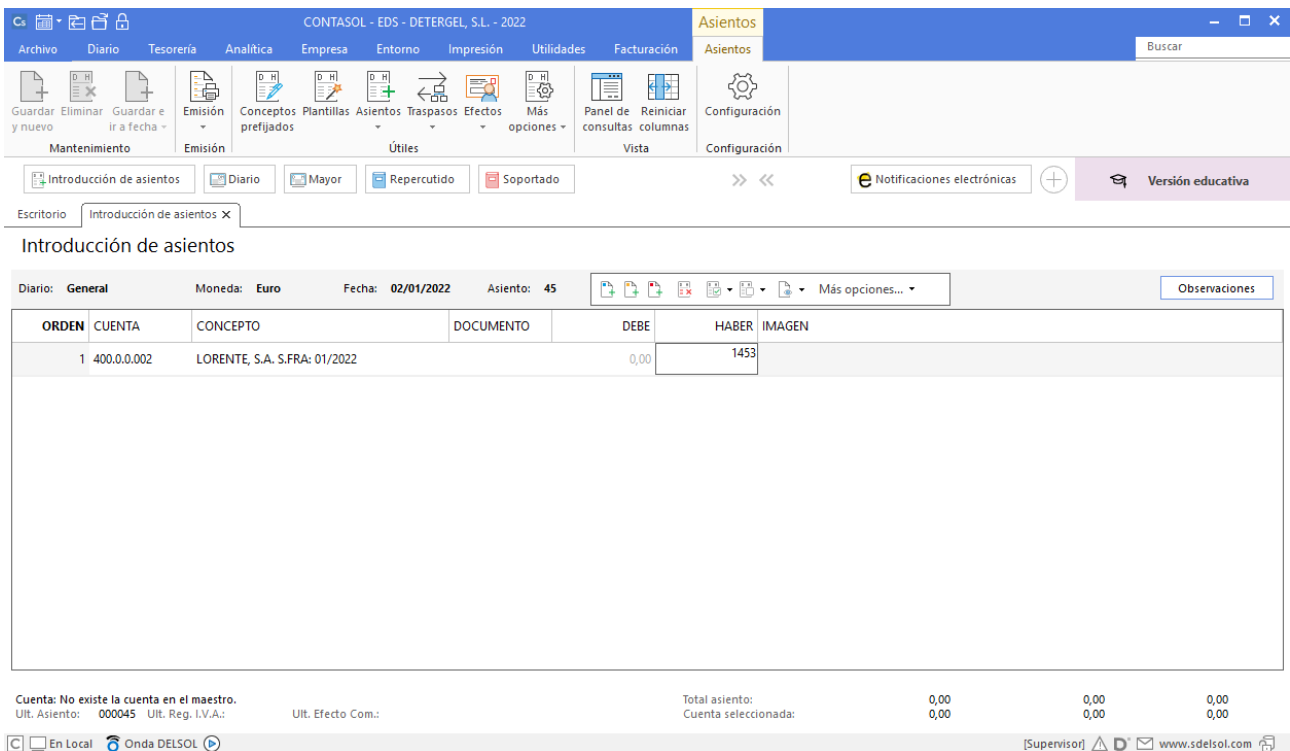 Cs CONTASOL - EDS - DETERGEL, S.L. - 2022 Asientos
Archivo Diario Tesorería Analítica Empresa Entorno Impresión Utilidades Facturación Asientos Buscar
Guardar y nuevo Eliminar Guardar e ir a fecha Emisión Conceptos prefijados Plantillas Asientos Traspasos Efectos Más opciones Panel de consultas Reiniciar columnas Configuración
Mantenimiento Emisión Útiles Vista Configuración
Introducción de asientos Diario Mayor Repercutido Soportado Notificaciones electrónicas Versión educativa
Escritorio Introducción de asientos X
Introducción de asientos
Diario: General Moneda: Euro Fecha: 02/01/2022 Asiento: 45 Más opciones... Observaciones
ORDEN CUENTA CONCEPTO DOCUMENTO DEBE HABER IMAGEN
1 400.0.0.002 LORENTE, S.A. S.FRA: 01/2022 0,00 1453
Cuenta: No existe la cuenta en el maestro. Total asiento: 0,00 0,00 0,00
Ult. Asiento: 000045 Ult. Reg. I.V.A.: Ult. Efecto Com.: Cuenta seleccionada: 0,00 0,00 0,00
C En Local Onda DELSOL [Supervisor] D www.sdelsol.com